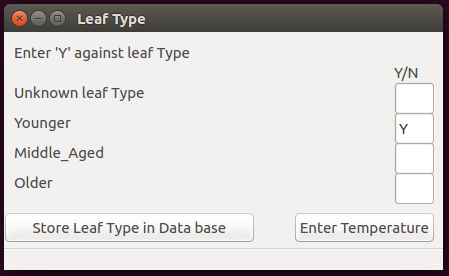 Leaf Type
Enter 'Y' against leaf Type
Y/N
Unknown leaf Type
Younger Y
Middle_Aged
Older
Store Leaf Type in Data base Enter Temperature